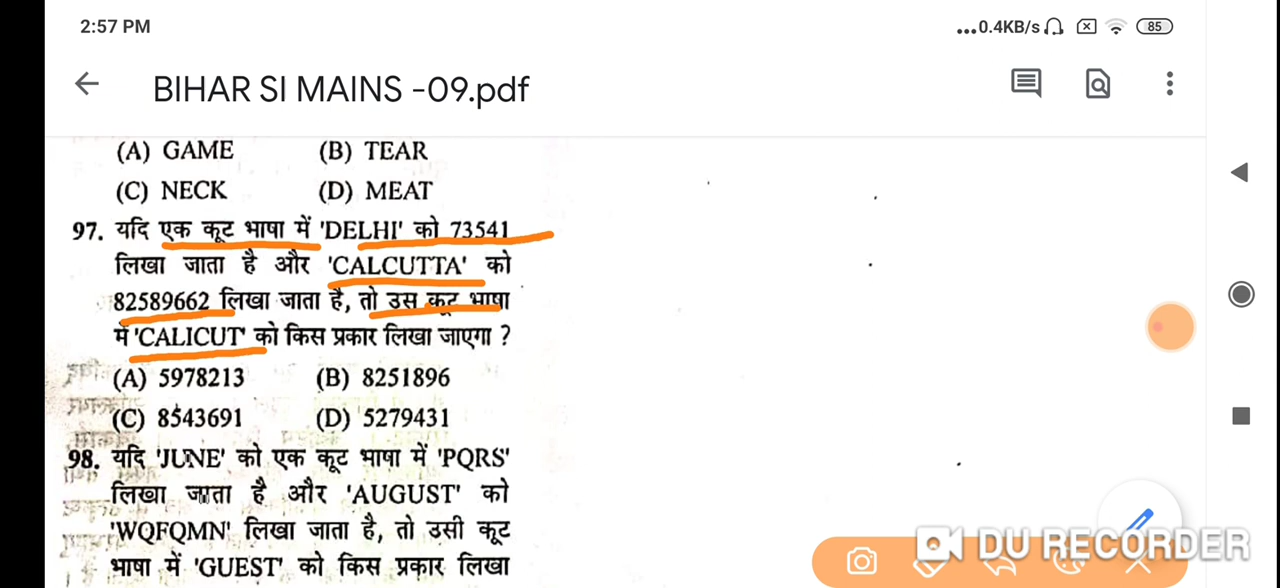 2:57 PM
...0.4KB/s
85
BIHAR SI MAINS -09.pdf
(A) GAME (B) TEAR
(C) NECK (D) MEAT
97. यदि एक कूट भाषा में 'DELHI' को 73541
लिखा जाता है और 'CALCUTTA' को
82589662 लिखा जाता है, तो उस कूट भाषा
में 'CALICUT' को किस प्रकार लिखा जाएगा ?
(A) 5978213 (B) 8251896
(C) 8543691 (D) 5279431
98. यदि 'JUNE' को एक कूट भाषा में 'PQRS'
लिखा जाता है और 'AUGUST' को
'WQFQMN' लिखा जाता है, तो उसी कूट
भाषा में 'GUEST' को किस प्रकार लिखा
DU RECORDER